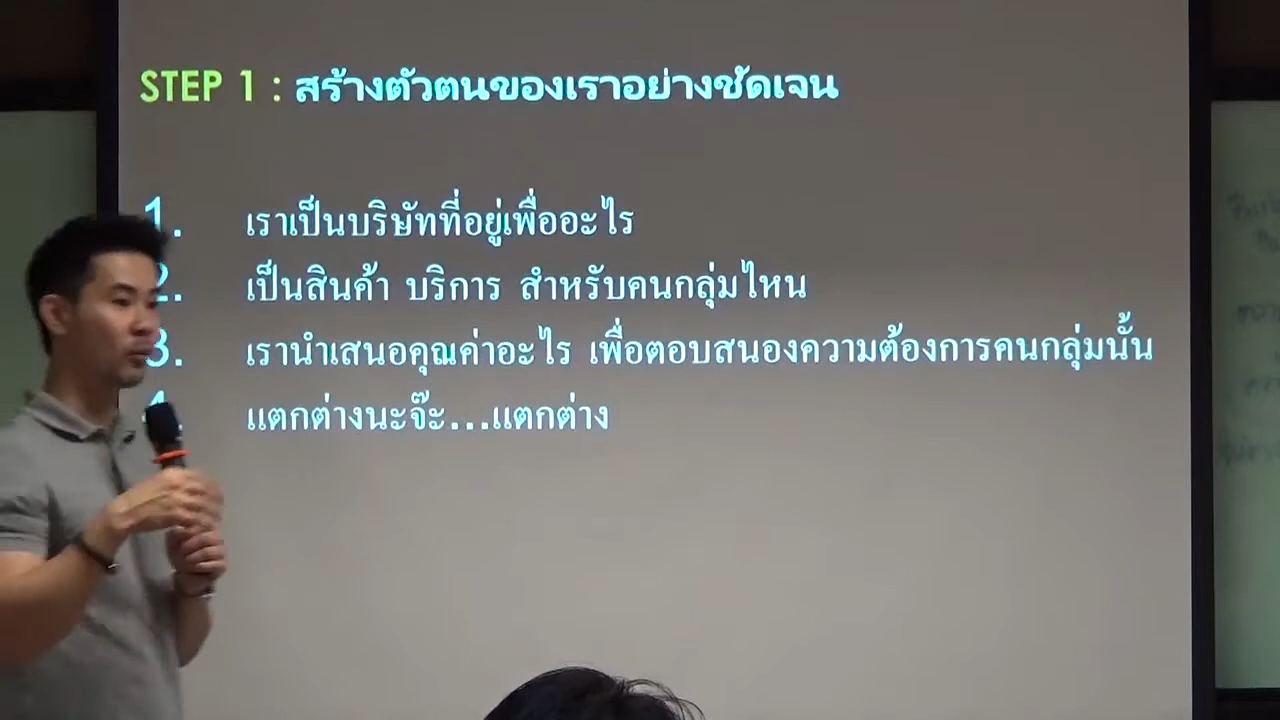 STEP 1 : สร้างตัวตนของเราอย่างชัดเจน
1. เราเป็นบริษัทที่อยู่เพื่ออะไร
2. เป็นสินค้า บริการ สำหรับคนกลุ่มไหน
3. เรานำเสนอคุณค่าอะไร เพื่อตอบสนองความต้องการคนกลุ่มนั้น
4. แตกต่างนะจ๊ะ...แตกต่าง